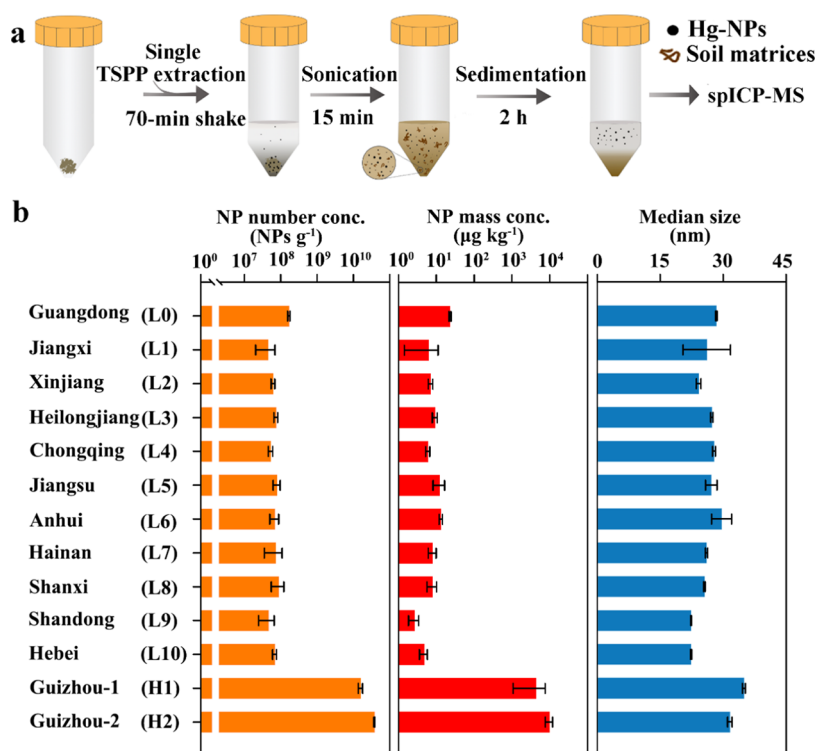 a
Single
TSPP extraction
70-min shake
Sonication
15 min
Sedimentation
2 h
Hg-NPs
Soil matrices
spICP-MS
b
NP number conc.
(NPs g⁻¹)
NP mass conc.
(µg kg⁻¹)
Median size
(nm)
10⁰ 10⁷ 10⁸ 10⁹ 10¹⁰
10⁰ 10¹ 10² 10³ 10⁴
0 15 30 45
Guangdong (L0)
Jiangxi (L1)
Xinjiang (L2)
Heilongjiang (L3)
Chongqing (L4)
Jiangsu (L5)
Anhui (L6)
Hainan (L7)
Shanxi (L8)
Shandong (L9)
Hebei (L10)
Guizhou-1 (H1)
Guizhou-2 (H2)